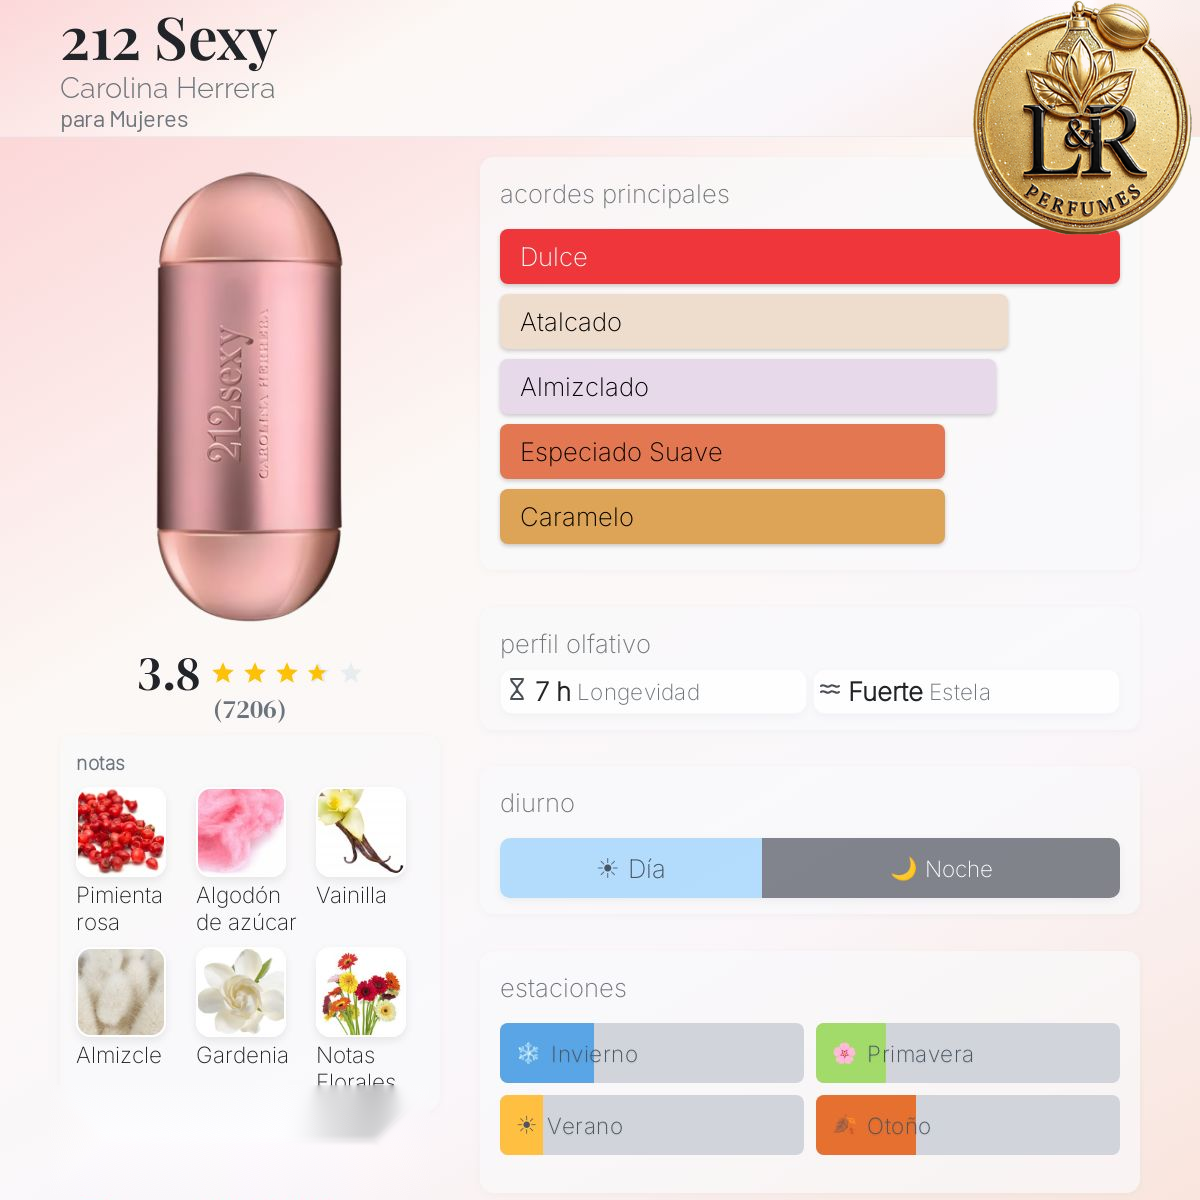 212 Sexy
Carolina Herrera
para Mujeres
L&R
PERFUMES
212sexy
CAROLINA HERRERA
3.8
(7206)
notas
Pimienta
rosa
Algodón
de azúcar
Vainilla
Almizcle
Gardenia
Notas
Florales
acordes principales
Dulce
Atalcado
Almizclado
Especiado Suave
Caramelo
perfil olfativo
7 h Longevidad
Fuerte Estela
diurno
Día
Noche
estaciones
Invierno
Primavera
Verano
Otoño